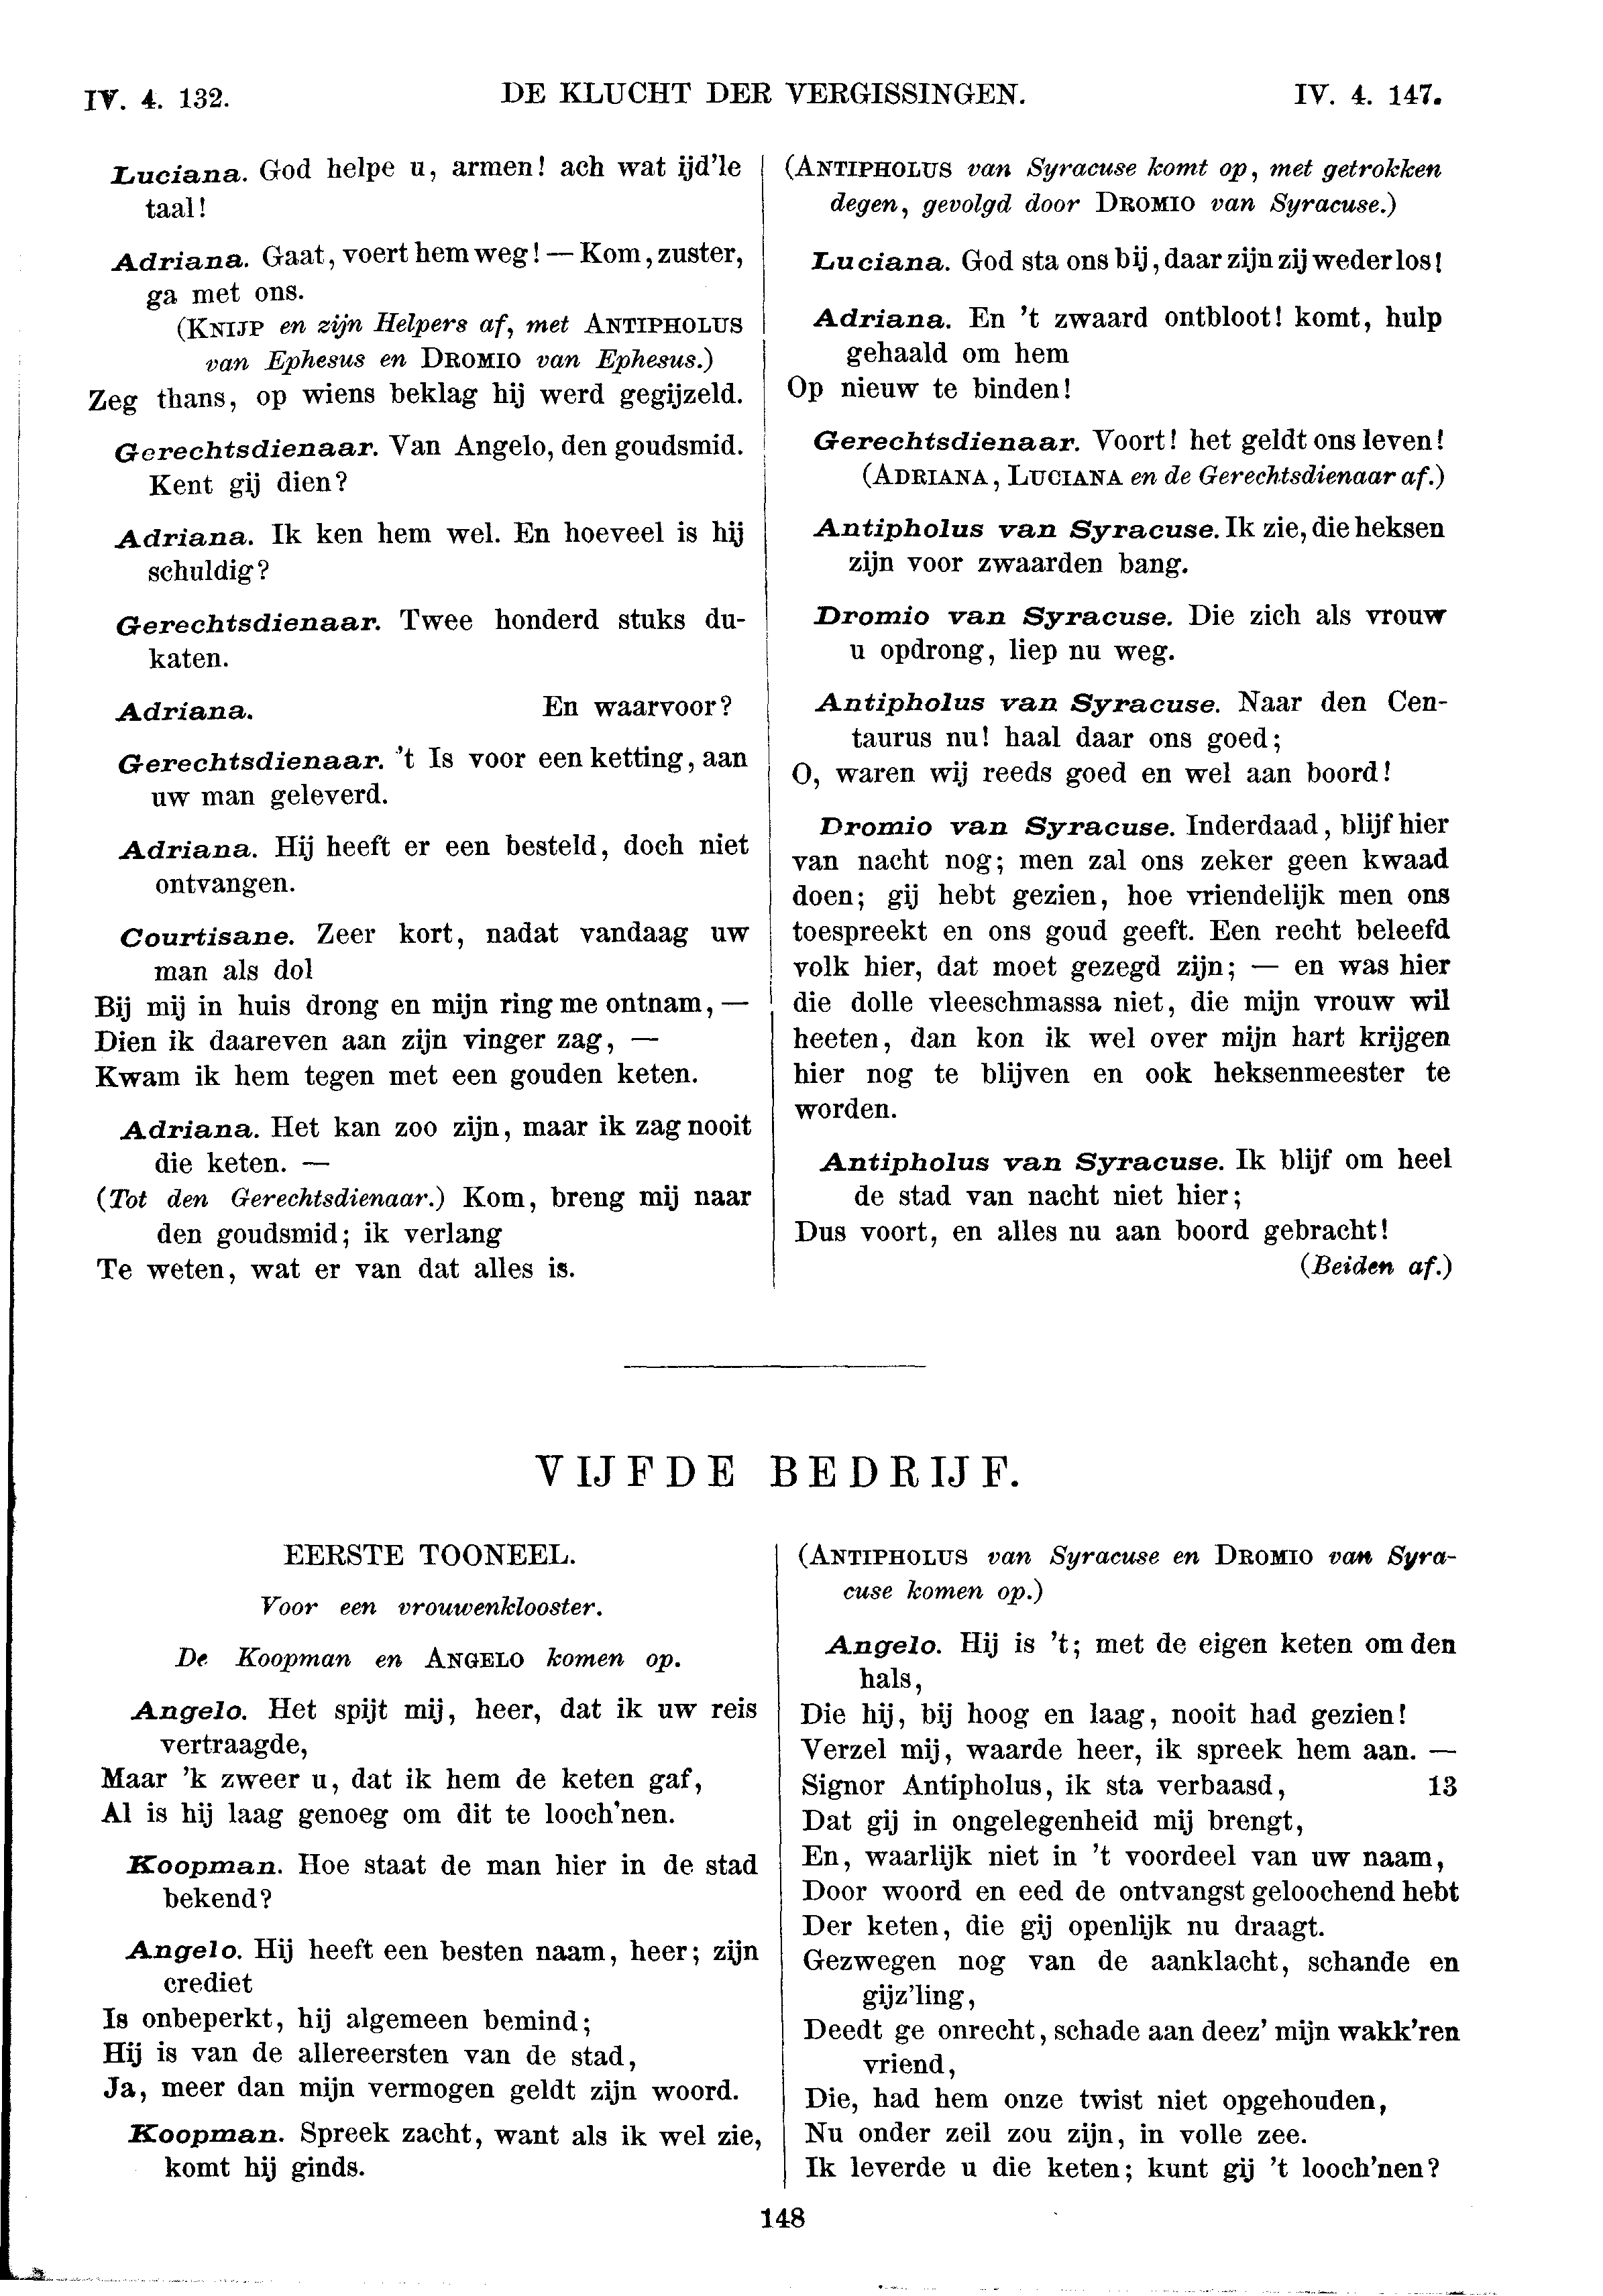 IV. 4. 132.
DE KLUCHT DER VERGISSINGEN.
IV. 4. 147.
Luciana. God helpe u, armen! ach wat ijd'le
taal!
Adriana. Gaat, voert hem weg! — Kom, zuster,
ga met ons.
(KNIJP en zijn Helpers af, met ANTIPHOLUS
van Ephesus en DROMIO van Ephesus.)
Zeg thans, op wiens beklag hij werd gegijzeld.
Gerechtsdienaar. Van Angelo, den goudsmid.
Kent gij dien?
Adriana. Ik ken hem wel. En hoeveel is hij
schuldig?
Gerechtsdienaar. Twee honderd stuks du-
katen.
Adriana. En waarvoor?
Gerechtsdienaar. 't Is voor een ketting, aan
uw man geleverd.
Adriana. Hij heeft er een besteld, doch niet
ontvangen.
Courtisane. Zeer kort, nadat vandaag uw
man als dol
Bij mij in huis drong en mijn ring me ontnam, —
Dien ik daareven aan zijn vinger zag, —
Kwam ik hem tegen met een gouden keten.
Adriana. Het kan zoo zijn, maar ik zag nooit
die keten. —
(Tot den Gerechtsdienaar.) Kom, breng mij naar
den goudsmid; ik verlang
Te weten, wat er van dat alles is.
(ANTIPHOLUS van Syracuse komt op, met getrokken
degen, gevolgd door DROMIO van Syracuse.)
Luciana. God sta ons bij, daar zijn zij weder los!
Adriana. En 't zwaard ontbloot! komt, hulp
gehaald om hem
Op nieuw te binden!
Gerechtsdienaar. Voort! het geldt ons leven!
(ADRIANA, LUCIANA en de Gerechtsdienaar af.)
Antipholus van Syracuse. Ik zie, die heksen
zijn voor zwaarden bang.
Dromio van Syracuse. Die zich als vrouw
u opdrong, liep nu weg.
Antipholus van Syracuse. Naar den Cen-
taurus nu! haal daar ons goed;
O, waren wij reeds goed en wel aan boord!
Dromio van Syracuse. Inderdaad, blijf hier
van nacht nog; men zal ons zeker geen kwaad
doen; gij hebt gezien, hoe vriendelijk men ons
toespreekt en ons goud geeft. Een recht beleefd
volk hier, dat moet gezegd zijn; — en was hier
die dolle vleeschmassa niet, die mijn vrouw wil
heeten, dan kon ik wel over mijn hart krijgen
hier nog te blijven en ook heksenmeester te
worden.
Antipholus van Syracuse. Ik blijf om heel
de stad van nacht niet hier;
Dus voort, en alles nu aan boord gebracht!
(Beiden af.)
VIJFDE BEDRIJF.
EERSTE TOONEEL.
Voor een vrouwenklooster.
De Koopman en ANGELO komen op.
Angelo. Het spijt mij, heer, dat ik uw reis
vertraagde,
Maar 'k zweer u, dat ik hem de keten gaf,
Al is hij laag genoeg om dit te looch'nen.
Koopman. Hoe staat de man hier in de stad
bekend?
Angelo. Hij heeft een besten naam, heer; zijn
crediet
Is onbeperkt, hij algemeen bemind;
Hij is van de allereersten van de stad,
Ja, meer dan mijn vermogen geldt zijn woord.
Koopman. Spreek zacht, want als ik wel zie,
komt hij ginds.
(ANTIPHOLUS van Syracuse en DROMIO van Syra-
cuse komen op.)
Angelo. Hij is 't; met de eigen keten om den
hals,
Die hij, bij hoog en laag, nooit had gezien!
Verzel mij, waarde heer, ik spreek hem aan. —
Signor Antipholus, ik sta verbaasd, 13
Dat gij in ongelegenheid mij brengt,
En, waarlijk niet in 't voordeel van uw naam,
Door woord en eed de ontvangst geloochend hebt
Der keten, die gij openlijk nu draagt.
Gezwegen nog van de aanklacht, schande en
gijz'ling,
Deedt ge onrecht, schade aan deez' mijn wakk'ren
vriend,
Die, had hem onze twist niet opgehouden,
Nu onder zeil zou zijn, in volle zee.
Ik leverde u die keten; kunt gij 't looch'nen?
148